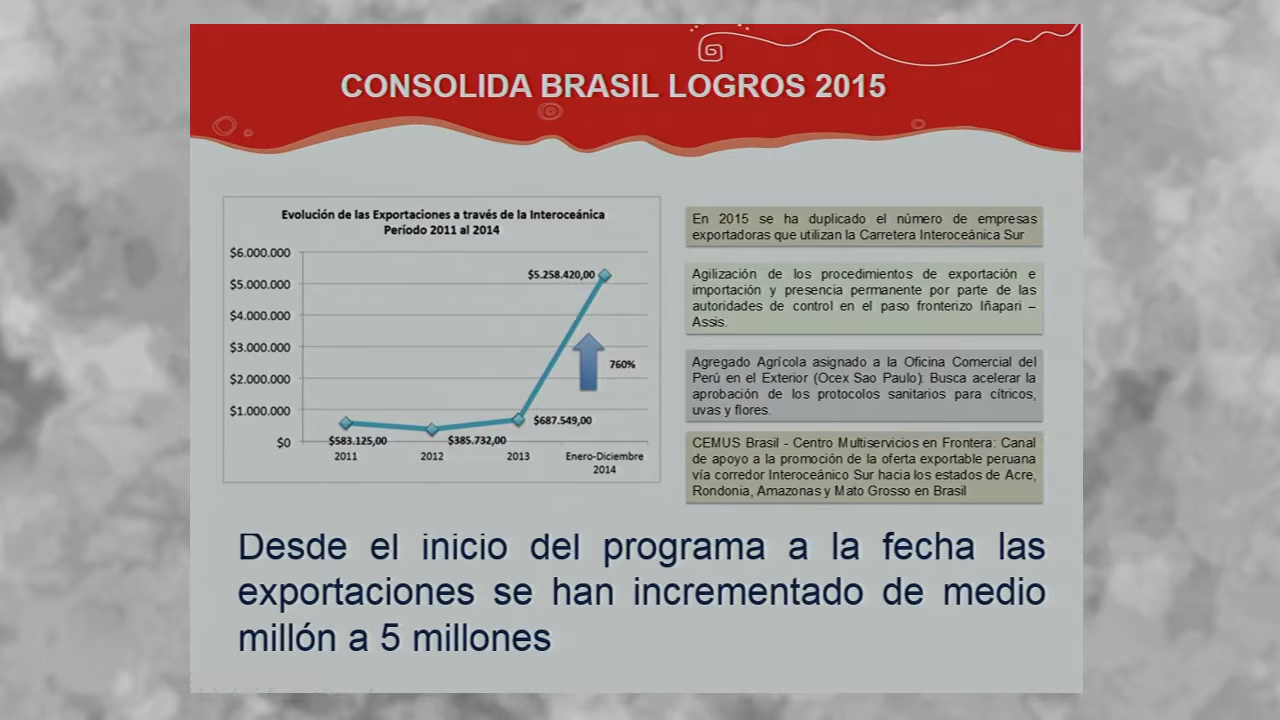 CONSOLIDA BRASIL LOGROS 2015
Evolución de las Exportaciones a través de la Interoceánica
Período 2011 al 2014
$6.000.000
$5.000.000
$4.000.000
$3.000.000
$2.000.000
$1.000.000
$0
$583.125,00
$385.732,00
$687.549,00
$5.258.420,00
760%
2011
2012
2013
Enero-Diciembre
2014
En 2015 se ha duplicado el número de empresas
exportadoras que utilizan la Carretera Interoceánica Sur
Agilización de los procedimientos de exportación e
importación y presencia permanente por parte de las
autoridades de control en el paso fronterizo Iñapari –
Assis.
Agregado Agrícola asignado a la Oficina Comercial del
Perú en el Exterior (Ocex Sao Paulo): Busca acelerar la
aprobación de los protocolos sanitarios para cítricos,
uvas y flores.
CEMUS Brasil - Centro Multiservicios en Frontera: Canal
de apoyo a la promoción de la oferta exportable peruana
vía corredor Interoceánico Sur hacia los estados de Acre,
Rondonia, Amazonas y Mato Grosso en Brasil
Desde el inicio del programa a la fecha las
exportaciones se han incrementado de medio
millón a 5 millones